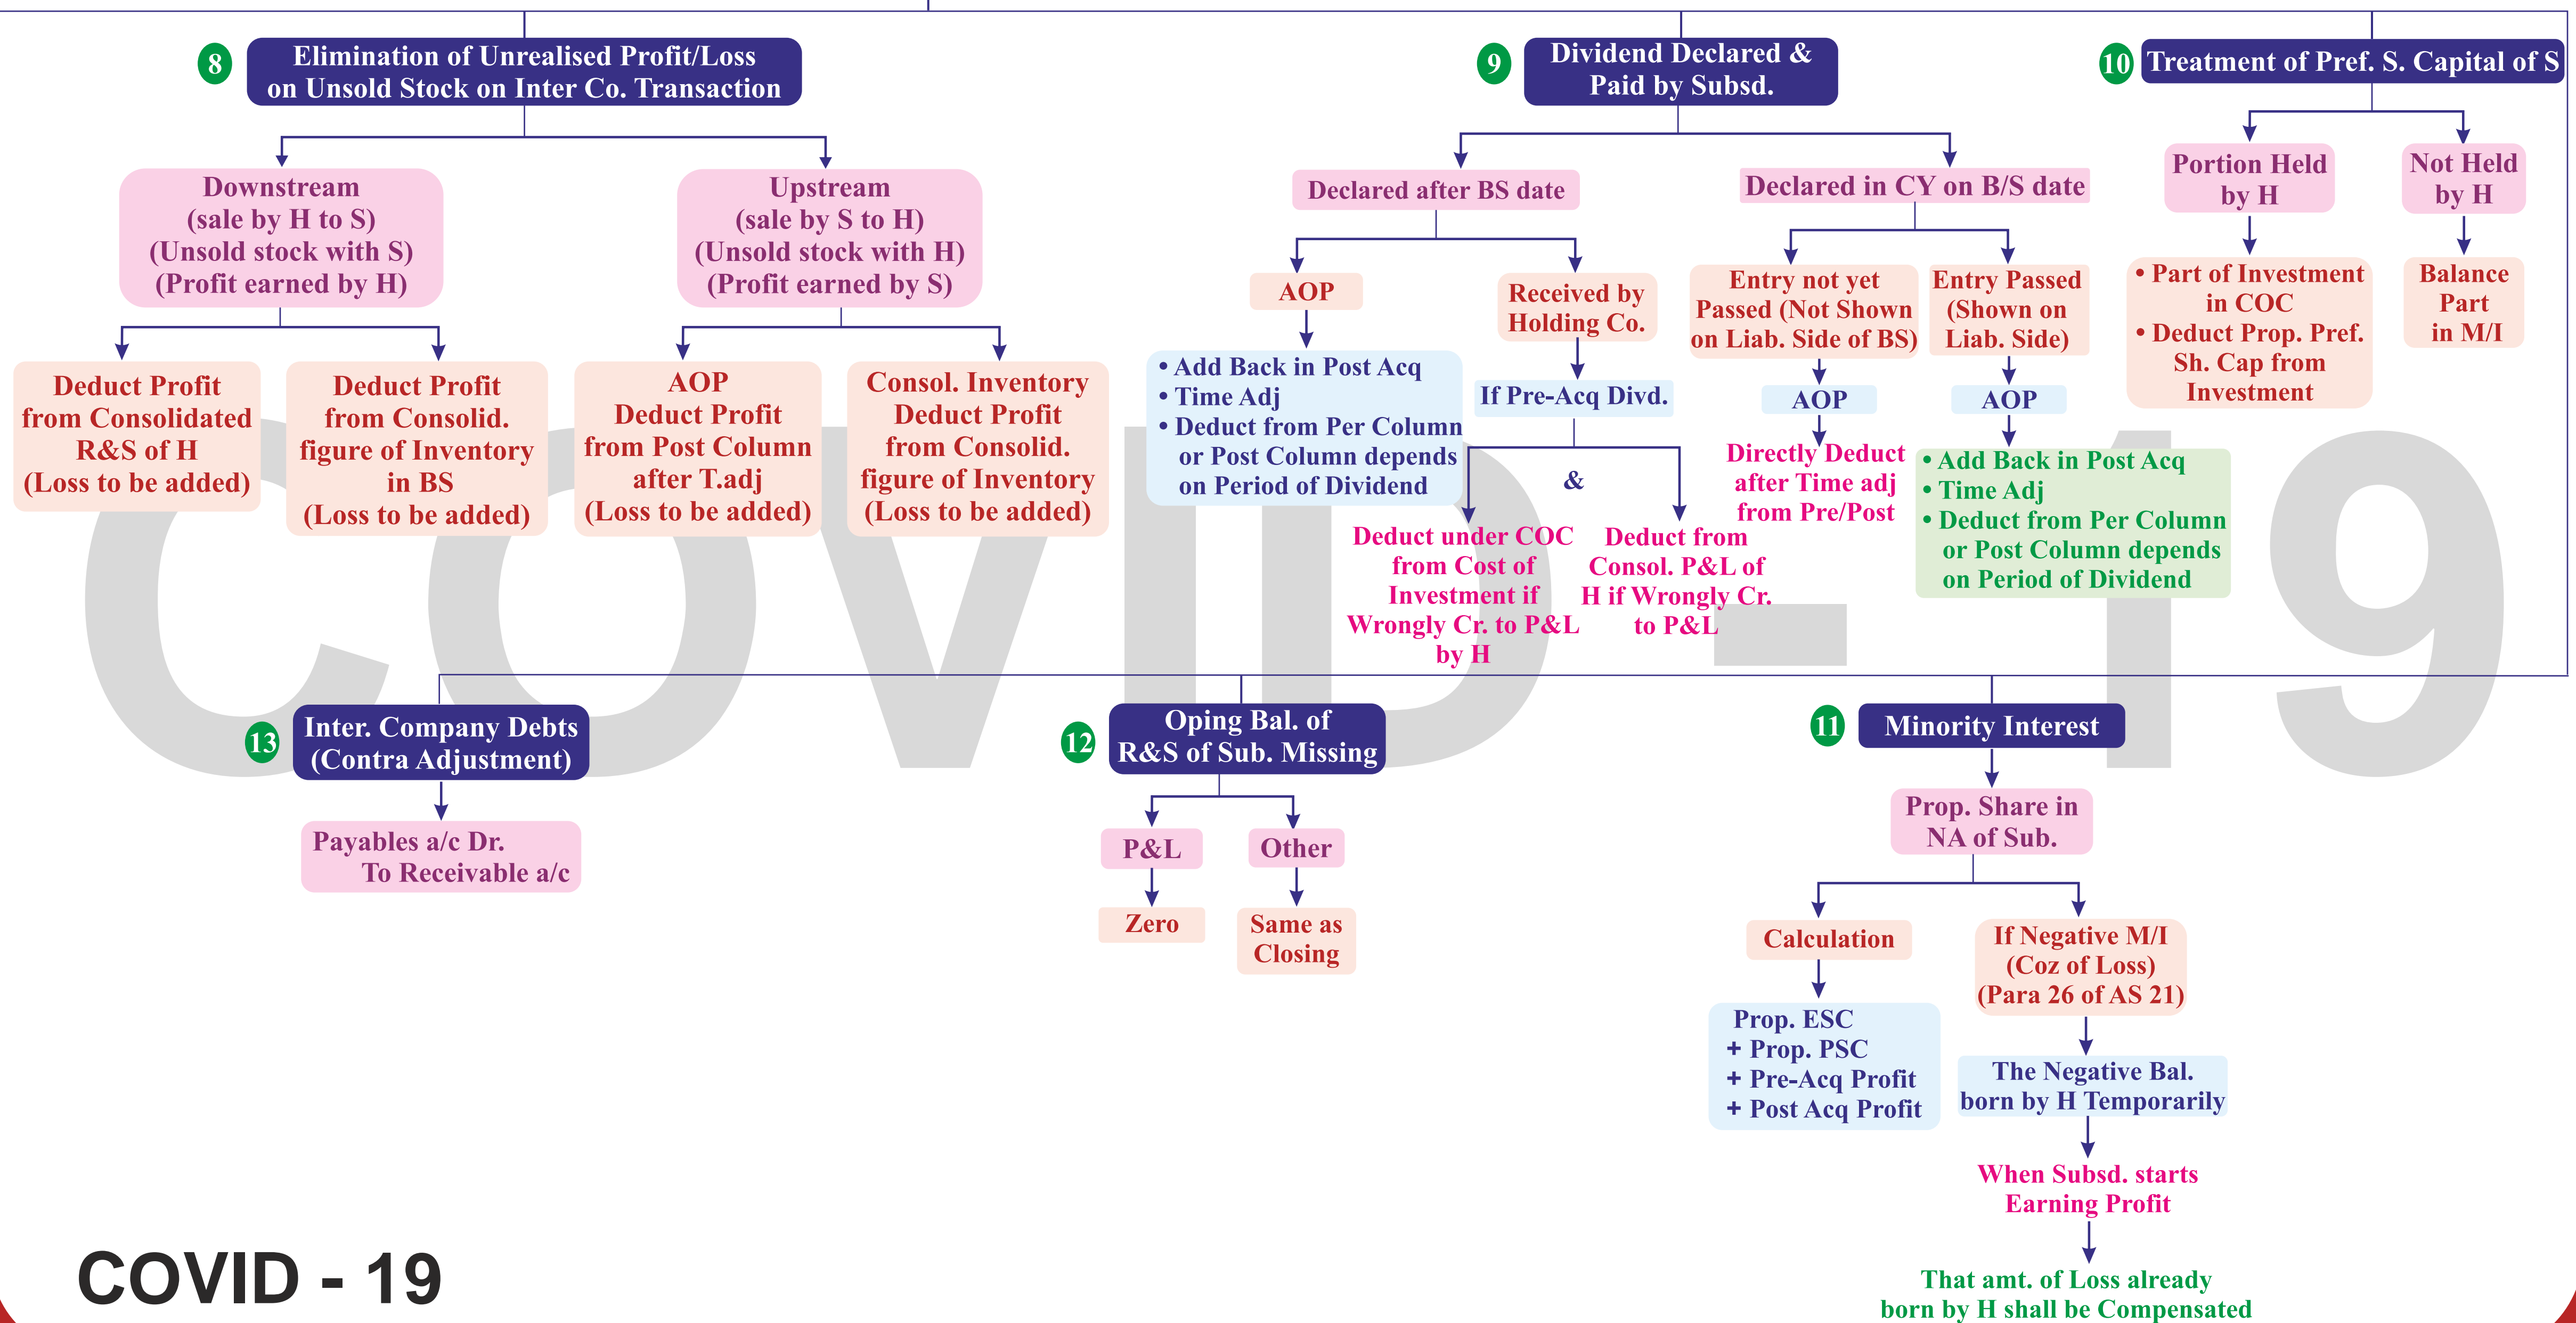 8
Elimination of Unrealised Profit/Loss
on Unsold Stock on Inter Co. Transaction
Downstream
(sale by H to S)
(Unsold stock with S)
(Profit earned by H)
Deduct Profit
from Consolidated
R&S of H
(Loss to be added)
Deduct Profit
from Consolid.
figure of Inventory
in BS
(Loss to be added)
Upstream
(sale by S to H)
(Unsold stock with H)
(Profit earned by S)
AOP
Deduct Profit
from Post Column
after T.adj
(Loss to be added)
Consol. Inventory
Deduct Profit
from Consolid.
figure of Inventory
(Loss to be added)
9
Dividend Declared &
Paid by Subsd.
Declared after BS date
AOP
• Add Back in Post Acq
• Time Adj
• Deduct from Per Column
or Post Column depends
on Period of Dividend
Received by
Holding Co.
If Pre-Acq Divd.
&
Deduct under COC
from Cost of
Investment if
Wrongly Cr. to P&L
by H
Deduct from
Consol. P&L of
H if Wrongly Cr.
to P&L
Declared in CY on B/S date
Entry not yet
Passed (Not Shown
on Liab. Side of BS)
AOP
Directly Deduct
after Time adj
from Pre/Post
Entry Passed
(Shown on
Liab. Side)
AOP
• Add Back in Post Acq
• Time Adj
• Deduct from Per Column
or Post Column depends
on Period of Dividend
10
Treatment of Pref. S. Capital of S
Portion Held
by H
• Part of Investment
in COC
• Deduct Prop. Pref.
Sh. Cap from
Investment
Not Held
by H
Balance
Part
in M/I
COVID - 19
13
Inter. Company Debts
(Contra Adjustment)
Payables a/c Dr.
To Receivable a/c
12
Oping Bal. of
R&S of Sub. Missing
P&L
Zero
Other
Same as
Closing
11
Minority Interest
Prop. Share in
NA of Sub.
Calculation
Prop. ESC
+ Prop. PSC
+ Pre-Acq Profit
+ Post Acq Profit
If Negative M/I
(Coz of Loss)
(Para 26 of AS 21)
The Negative Bal.
born by H Temporarily
When Subsd. starts
Earning Profit
That amt. of Loss already
born by H shall be Compensated
COVID - 19